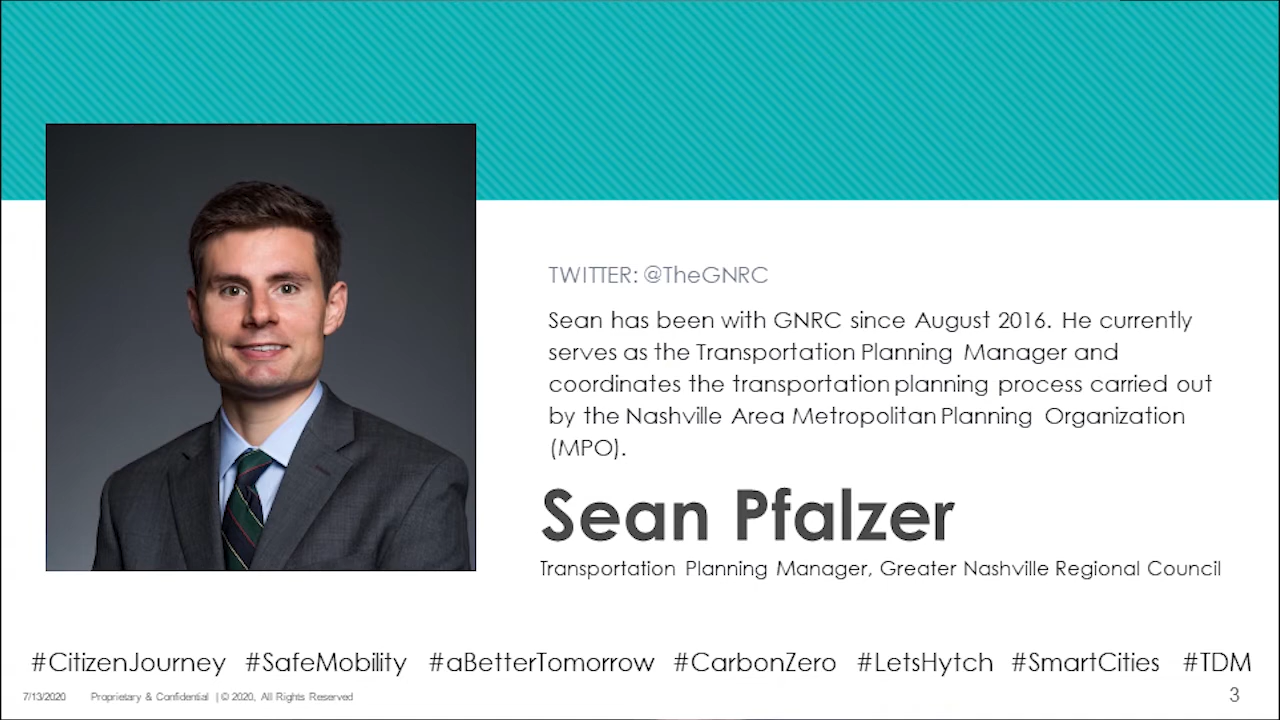 TWITTER: @TheGNRC
Sean has been with GNRC since August 2016. He currently
serves as the Transportation Planning Manager and
coordinates the transportation planning process carried out
by the Nashville Area Metropolitan Planning Organization
(MPO).
Sean Pfalzer
Transportation Planning Manager, Greater Nashville Regional Council
#CitizenJourney #SafeMobility #aBetterTomorrow #CarbonZero #LetsHytch #SmartCities #TDM
7/13/2020 Proprietary & Confidential | © 2020, All Rights Reserved 3